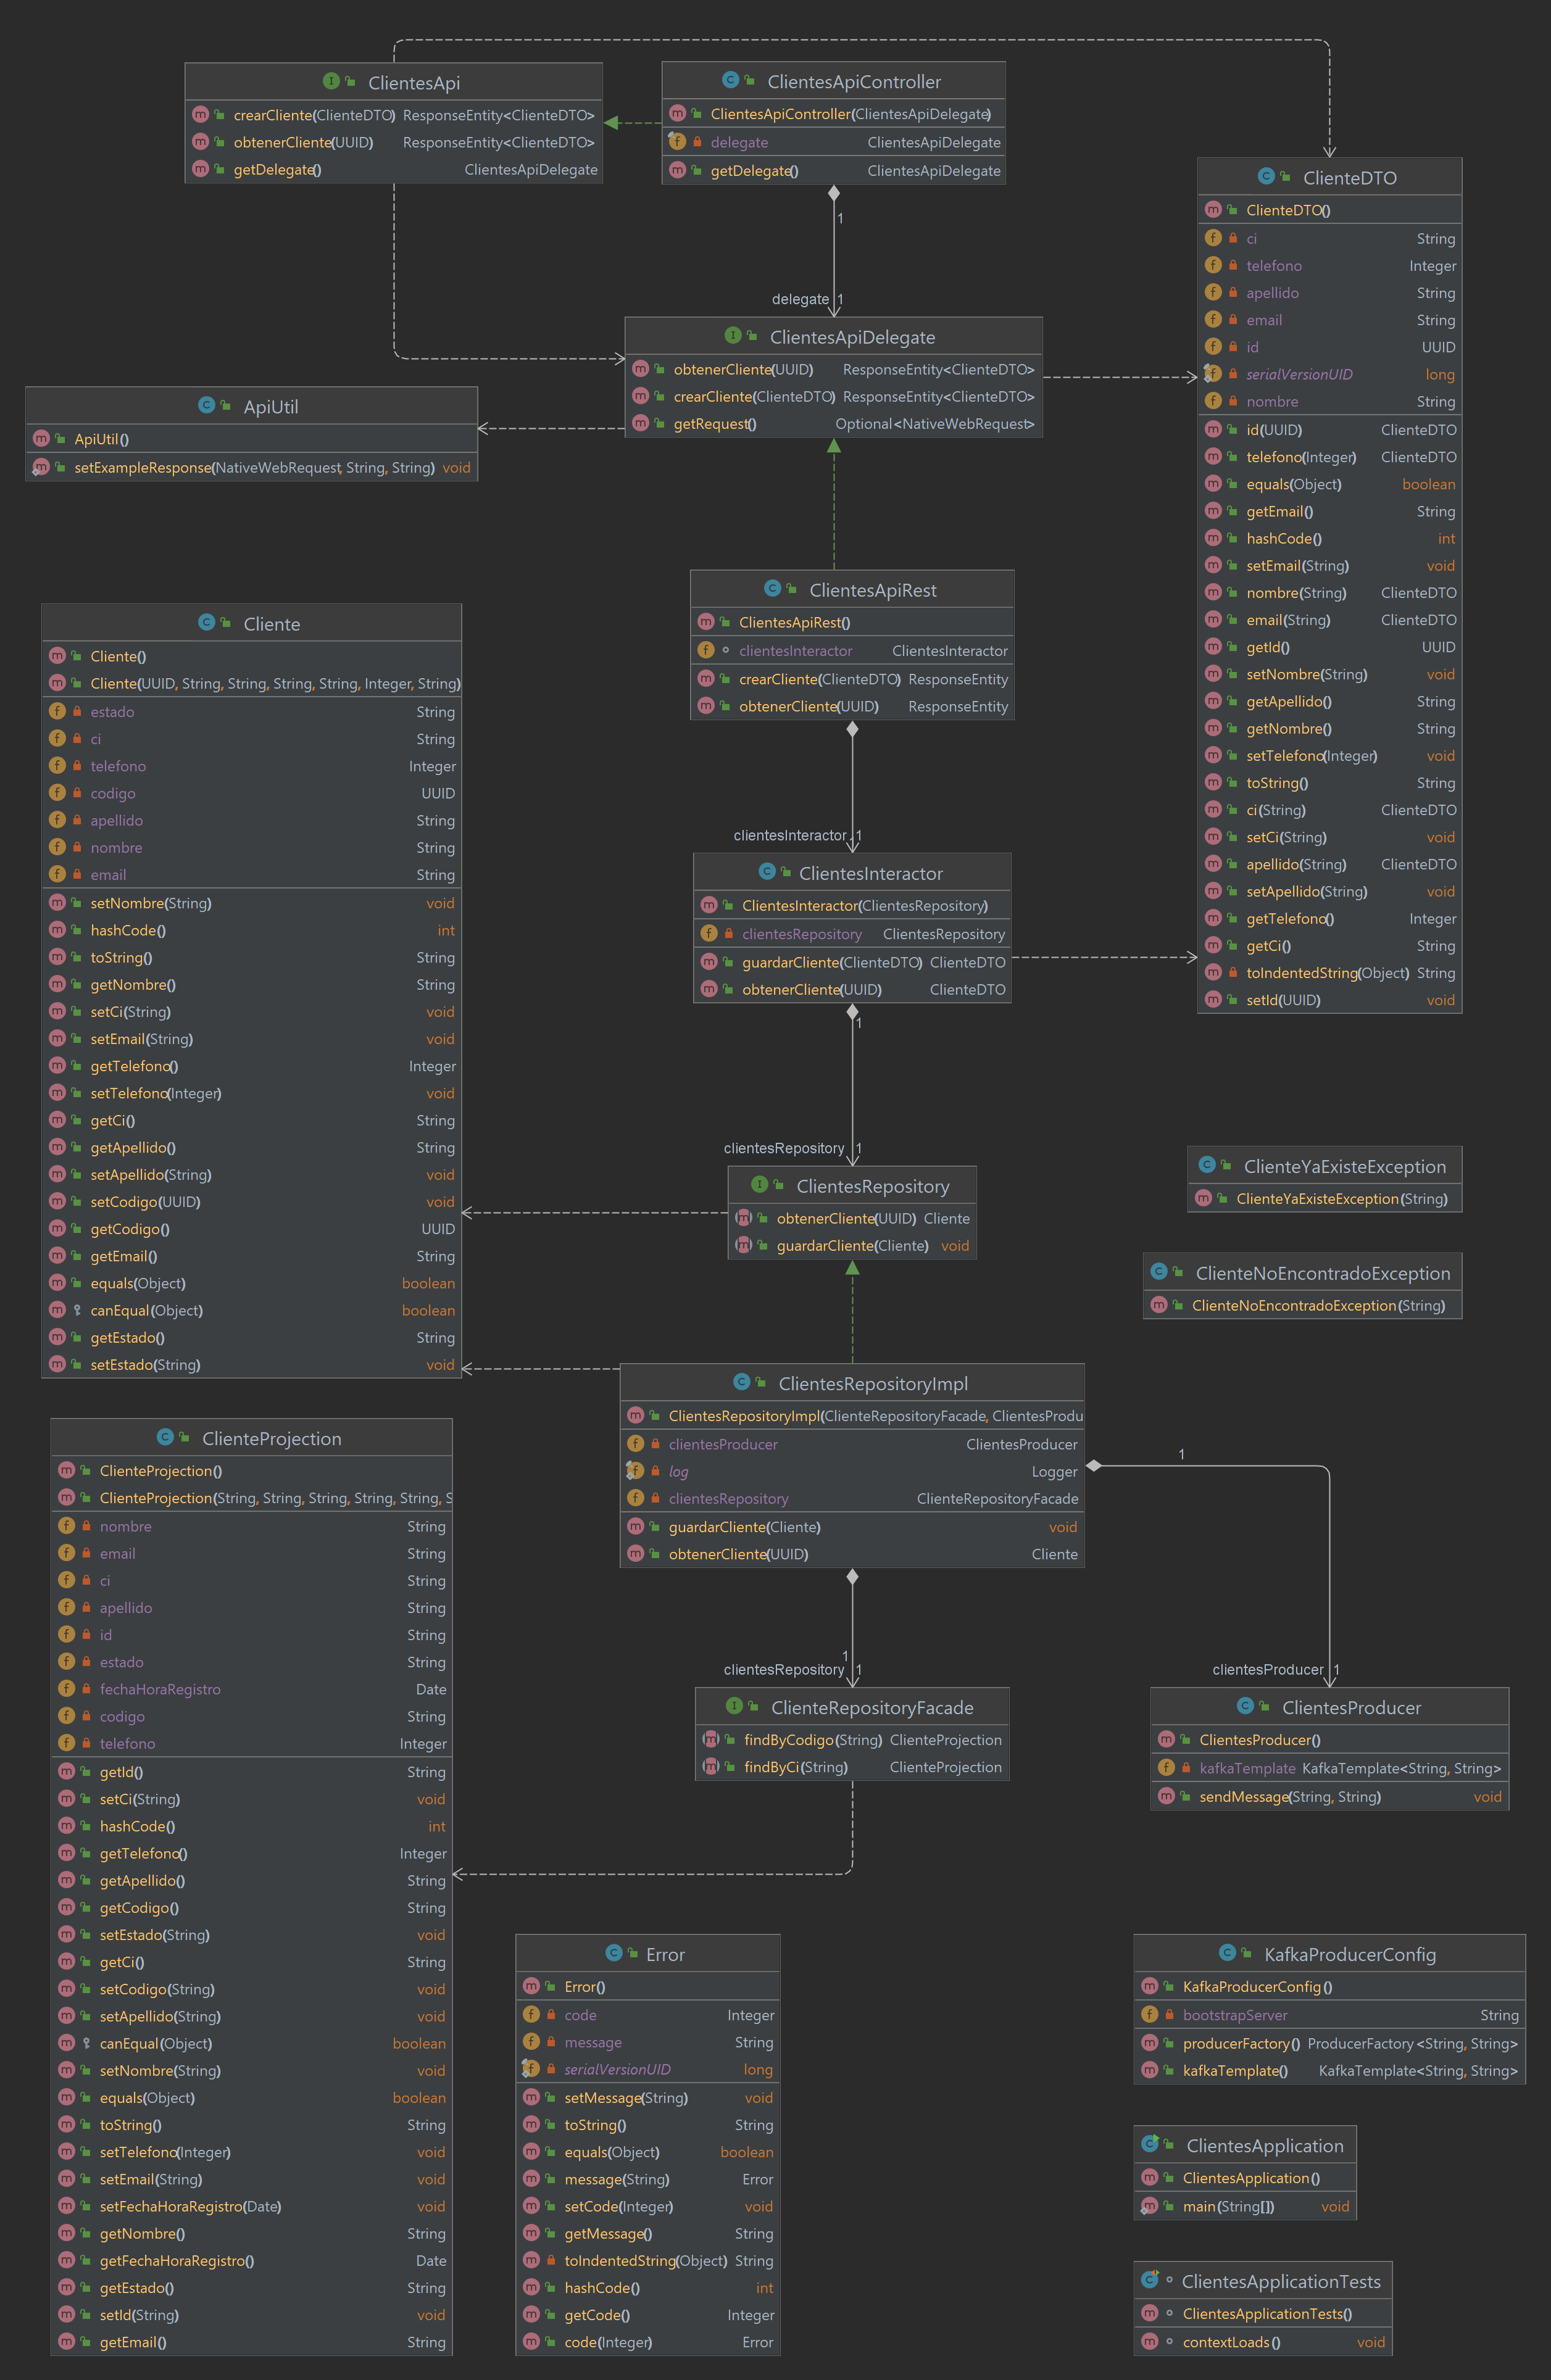 ClientesApi
crearCliente(ClienteDTO) ResponseEntity<ClienteDTO>
obtenerCliente(UUID) ResponseEntity<ClienteDTO>
getDelegate() ClientesApiDelegate
ClientesApiController
ClientesApiController(ClientesApiDelegate)
delegate ClientesApiDelegate
getDelegate() ClientesApiDelegate
1
delegate 1
ClienteDTO
ClienteDTO()
ci String
telefono Integer
apellido String
email String
id UUID
serialVersionUID long
nombre String
id(UUID) ClienteDTO
telefono(Integer) ClienteDTO
equals(Object) boolean
getEmail() String
hashCode() int
setEmail(String) void
nombre(String) ClienteDTO
email(String) ClienteDTO
getId() UUID
setNombre(String) void
getApellido() String
getNombre() String
setTelefono(Integer) void
toString() String
ci(String) ClienteDTO
setCi(String) void
apellido(String) ClienteDTO
setApellido(String) void
getTelefono() Integer
getCi() String
toIndentedString(Object) String
setId(UUID) void
ClientesApiDelegate
obtenerCliente(UUID) ResponseEntity<ClienteDTO>
crearCliente(ClienteDTO) ResponseEntity<ClienteDTO>
getRequest() Optional<NativeWebRequest>
ApiUtil
ApiUtil()
setExampleResponse(NativeWebRequest, String, String) void
ClientesApiRest
ClientesApiRest()
clientesInteractor ClientesInteractor
crearCliente(ClienteDTO) ResponseEntity
obtenerCliente(UUID) ResponseEntity
clientesInteractor 1
Cliente
Cliente()
Cliente(UUID, String, String, String, String, Integer, String)
estado String
ci String
telefono Integer
codigo UUID
apellido String
nombre String
email String
setNombre(String) void
hashCode() int
toString() String
getNombre() String
setCi(String) void
setEmail(String) void
getTelefono() Integer
setTelefono(Integer) void
getCi() String
getApellido() String
setApellido(String) void
setCodigo(UUID) void
getCodigo() UUID
getEmail() String
equals(Object) boolean
canEqual(Object) boolean
getEstado() String
setEstado(String) void
ClientesInteractor
ClientesInteractor(ClientesRepository)
clientesRepository ClientesRepository
guardarCliente(ClienteDTO) ClienteDTO
obtenerCliente(UUID) ClienteDTO
1
clientesRepository 1
ClientesRepository
obtenerCliente(UUID) Cliente
guardarCliente(Cliente) void
ClienteYaExisteException
ClienteYaExisteException(String)
ClienteNoEncontradoException
ClienteNoEncontradoException(String)
ClientesRepositoryImpl
ClientesRepositoryImpl(ClienteRepositoryFacade, ClientesProdu
clientesProducer ClientesProducer
log Logger
clientesRepository ClienteRepositoryFacade
guardarCliente(Cliente) void
obtenerCliente(UUID) Cliente
1
1
clientesRepository 1
clientesProducer 1
ClienteProjection
ClienteProjection()
ClienteProjection(String, String, String, String, String, S
nombre String
email String
ci String
apellido String
id String
estado String
fechaHoraRegistro Date
codigo String
telefono Integer
getId() String
setCi(String) void
hashCode() int
getTelefono() Integer
getApellido() String
getCodigo() String
setEstado(String) void
getCi() String
setCodigo(String) void
setApellido(String) void
canEqual(Object) boolean
setNombre(String) void
equals(Object) boolean
toString() String
setTelefono(Integer) void
setEmail(String) void
setFechaHoraRegistro(Date) void
getNombre() String
getFechaHoraRegistro() Date
getEstado() String
setId(String) void
getEmail() String
ClienteRepositoryFacade
findByCodigo(String) ClienteProjection
findByCi(String) ClienteProjection
ClientesProducer
ClientesProducer()
kafkaTemplate KafkaTemplate<String, String>
sendMessage(String, String) void
Error
Error()
code Integer
message String
serialVersionUID long
setMessage(String) void
toString() String
equals(Object) boolean
message(String) Error
setCode(Integer) void
getMessage() String
toIndentedString(Object) String
hashCode() int
getCode() Integer
code(Integer) Error
KafkaProducerConfig
KafkaProducerConfig()
bootstrapServer String
producerFactory() ProducerFactory<String, String>
kafkaTemplate() KafkaTemplate<String, String>
ClientesApplication
ClientesApplication()
main(String[]) void
ClientesApplicationTests
ClientesApplicationTests()
contextLoads() void